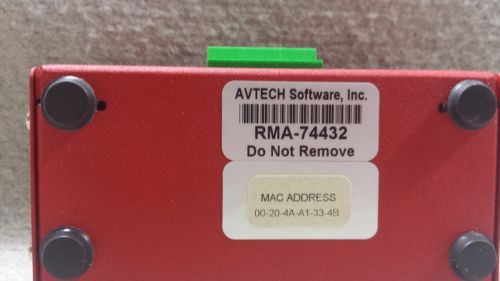 AVTECH Software, Inc.
RMA-74432
Do Not Remove
MAC ADDRESS
00-20-4A-A1-33-4B